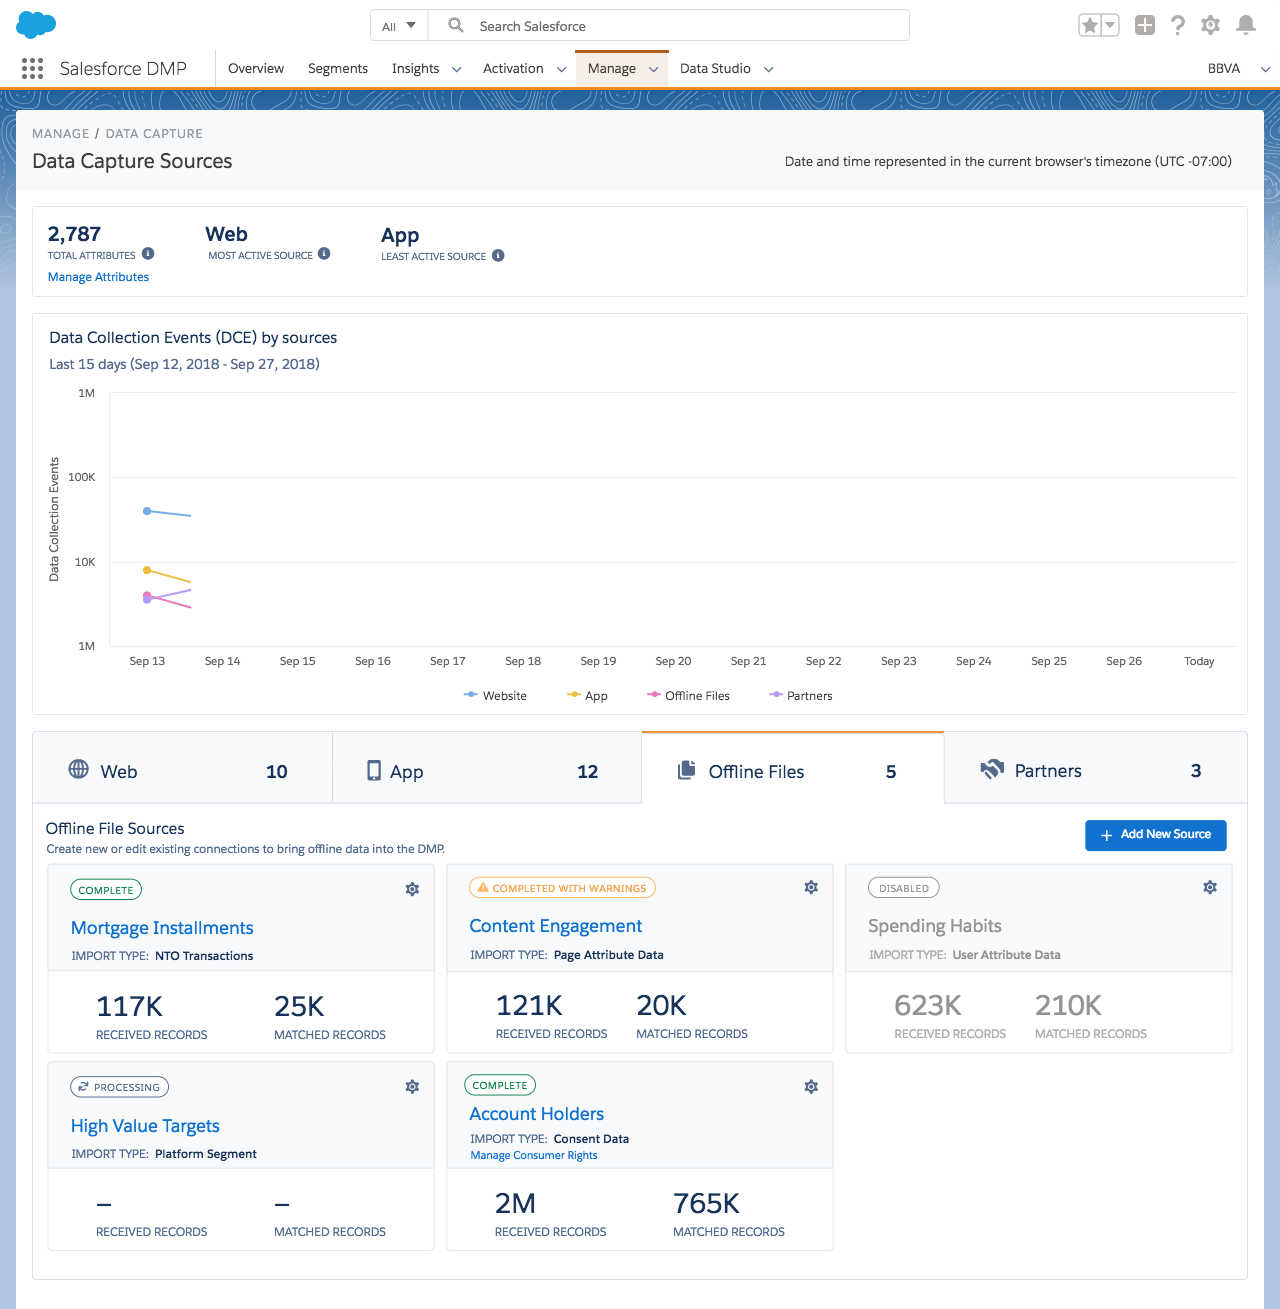 All
Search Salesforce
Salesforce DMP
Overview
Segments
Insights
Activation
Manage
Data Studio
BBVA
MANAGE / DATA CAPTURE
Data Capture Sources
Date and time represented in the current browser's timezone (UTC -07:00)
2,787
TOTAL ATTRIBUTES
Manage Attributes
Web
MOST ACTIVE SOURCE
App
LEAST ACTIVE SOURCE
Data Collection Events (DCE) by sources
Last 15 days (Sep 12, 2018 - Sep 27, 2018)
Data Collection Events
1M
100K
10K
1M
Sep 13 Sep 14 Sep 15 Sep 16 Sep 17 Sep 18 Sep 19 Sep 20 Sep 21 Sep 22 Sep 23 Sep 24 Sep 25 Sep 26 Today
Website App Offline Files Partners
Web 10
App 12
Offline Files 5
Partners 3
Offline File Sources
Create new or edit existing connections to bring offline data into the DMP.
Add New Source
COMPLETE
Mortgage Installments
IMPORT TYPE: NTO Transactions
117K 25K
RECEIVED RECORDS MATCHED RECORDS
COMPLETED WITH WARNINGS
Content Engagement
IMPORT TYPE: Page Attribute Data
121K 20K
RECEIVED RECORDS MATCHED RECORDS
DISABLED
Spending Habits
IMPORT TYPE: User Attribute Data
623K 210K
RECEIVED RECORDS MATCHED RECORDS
PROCESSING
High Value Targets
IMPORT TYPE: Platform Segment
– –
RECEIVED RECORDS MATCHED RECORDS
COMPLETE
Account Holders
IMPORT TYPE: Consent Data
Manage Consumer Rights
2M 765K
RECEIVED RECORDS MATCHED RECORDS